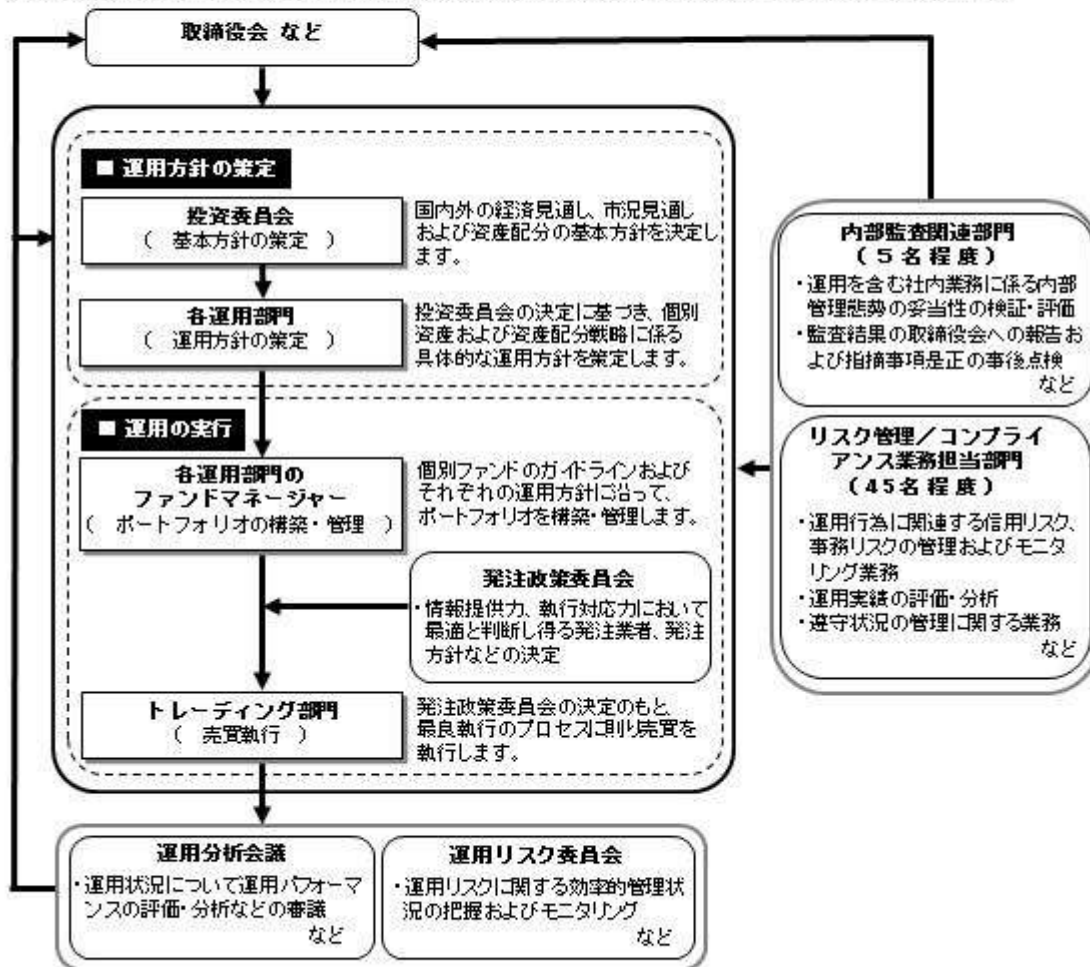 取締役会 など
■ 運用方針の策定
投資委員会
( 基本方針の策定 )
国内外の経済見通し、市況見通し
および資産配分の基本方針を決定し
ます。
各運用部門
( 運用方針の策定 )
投資委員会の決定に基づき、個別
資産および資産配分戦略に係る
具体的な運用方針を策定します。
■ 運用の実行
各運用部門の
ファンドマネージャー
( ポートフォリオの構築・管理 )
個別ファンドのガイドラインおよび
それぞれの運用方針に沿って、
ポートフォリオを構築・管理します。
発注政策委員会
・情報提供力、執行対応力において
最適と判断し得る発注業者、発注
方針などの決定
トレーディング部門
( 売買執行 )
発注政策委員会の決定のもと、
最良執行のプロセスに則り売買を
執行します。
内部監査関連部門
(5名程度)
・運用を含む社内業務に係る内部
管理態勢の妥当性の検証・評価
・監査結果の取締役会への報告お
よび指摘事項是正の事後点検
など
リスク管理/コンプライ
アンス業務担当部門
(45名程度)
・運用行為に関連する信用リスク、
事務リスクの管理およびモニタ
リング業務
・運用実績の評価・分析
・遵守状況の管理に関する業務
など
運用分析会議
・運用状況について運用パフォーマ
ンスの評価・分析などの審議
など
運用リスク委員会
・運用リスクに関する効率的管理状
況の把握およびモニタリング
など